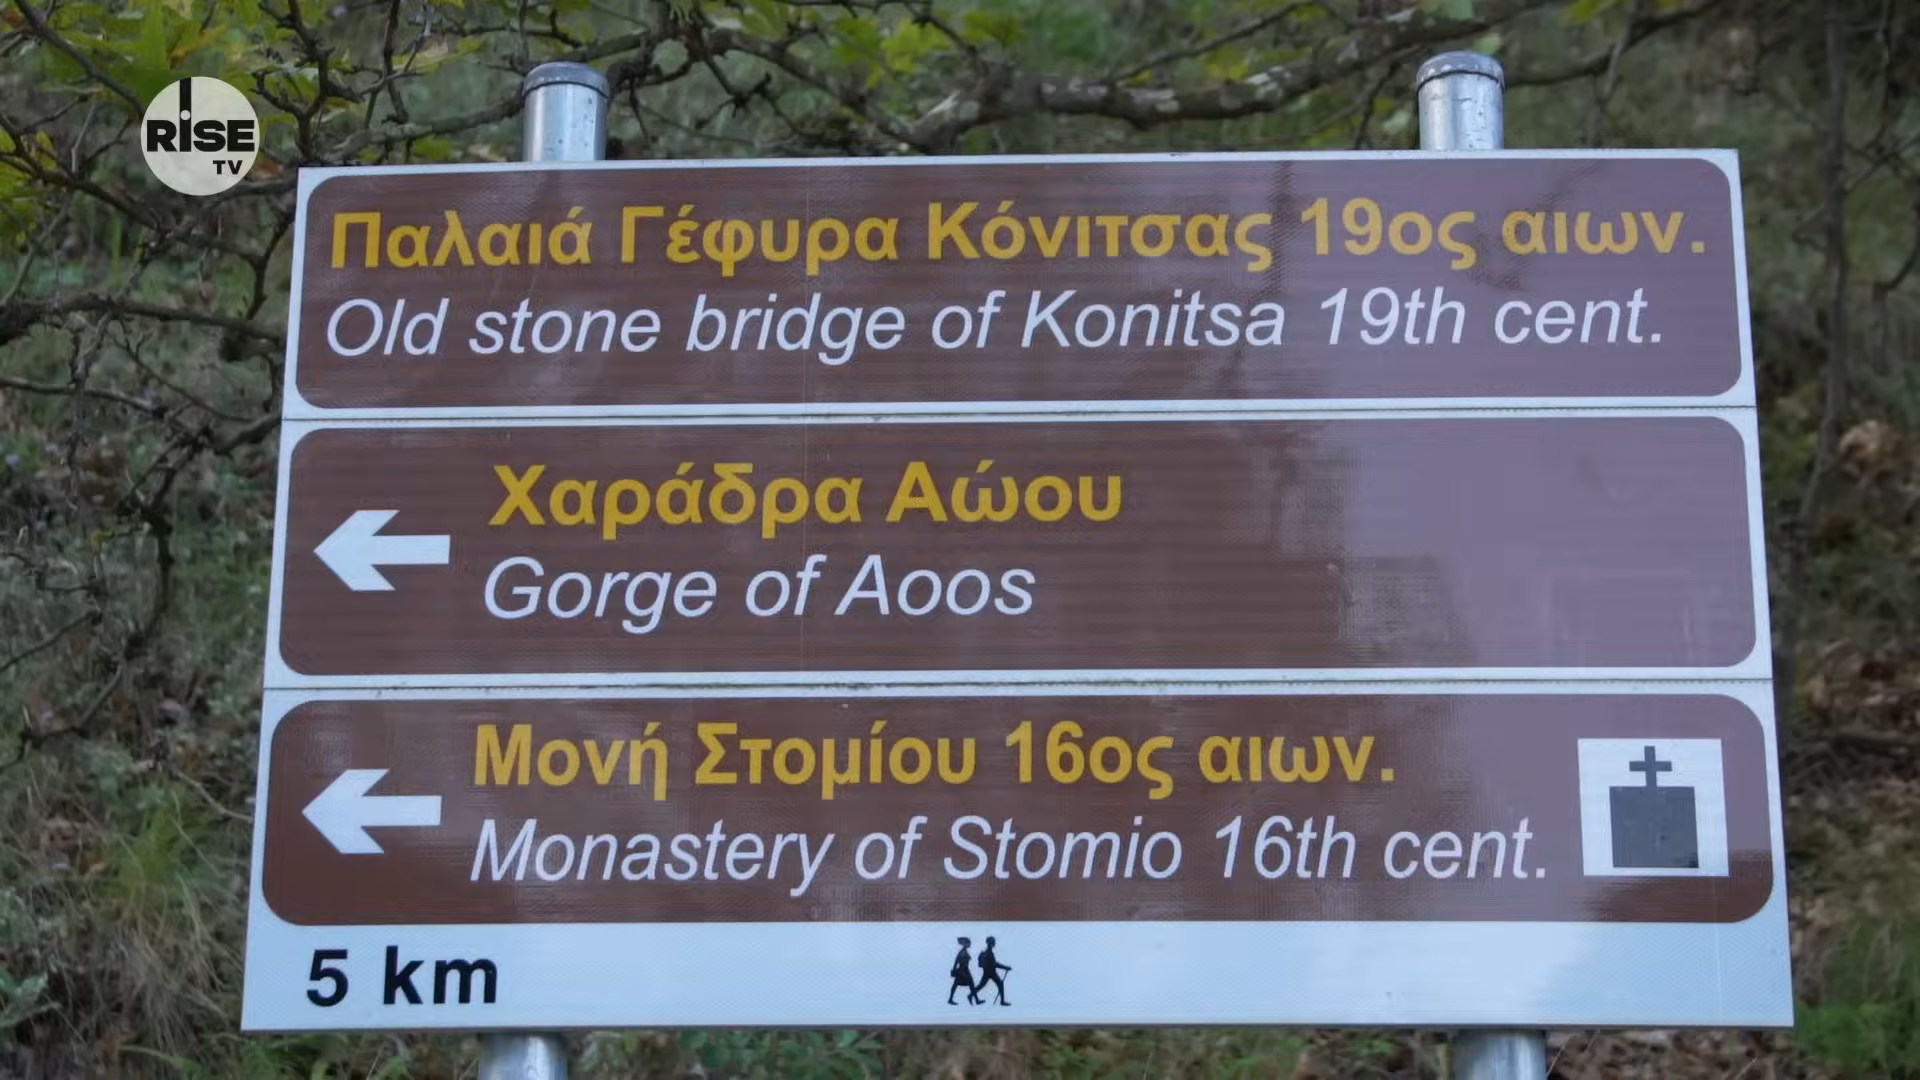 RiSE
TV
Παλαιά Γέφυρα Κόνιτσας 19ος αιων.
Old stone bridge of Konitsa 19th cent.
Χαράδρα Αώου
Gorge of Aoos
Μονή Στομίου 16ος αιων.
Monastery of Stomio 16th cent.
5 km